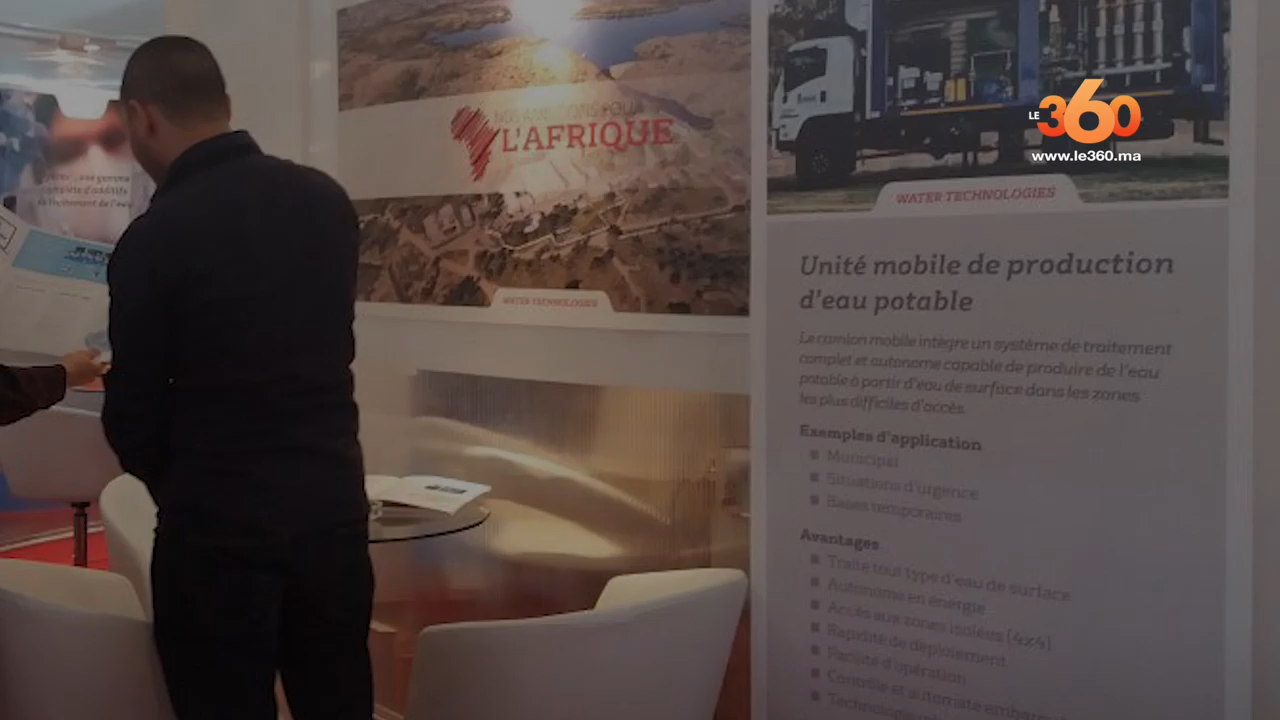 LE 360
www.le360.ma
NOS AMBITIONS POUR
L'AFRIQUE
WATER TECHNOLOGIES
WATER TECHNOLOGIES
Unité mobile de production
d'eau potable
Le camion mobile intègre un système de traitement
complet et autonome capable de produire de l'eau
potable à partir d'eau de surface dans les zones
les plus difficiles d'accès.
Exemples d'application
Municipal
Situations d'urgence
Bases temporaires
Avantages
Traite tout type d'eau de surface
Autonome en énergie
Accès aux zones isolées (4x4)
Rapidité de déploiement
Facilité d'opération
Contrôle et automate
Technologie